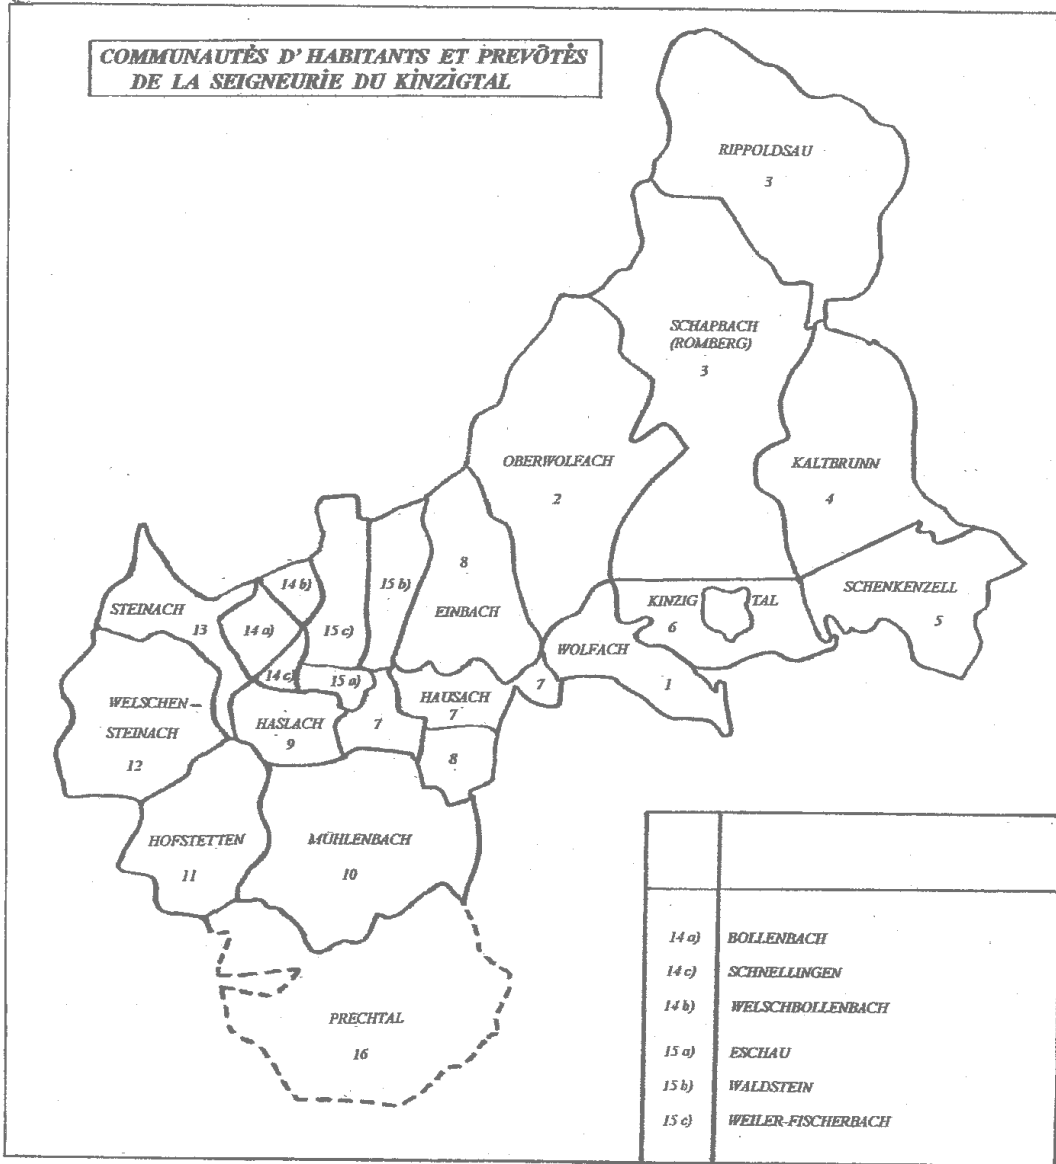 COMMUNAUTÉS D' HABITANTS ET PREVÔTÉS
DE LA SEIGNEURIE DU KINZIGTAL
RIPPOLDSAU
3
SCHAPBACH
(ROMBERG)
3
OBERWOLFACH
2
KALTBRUNN
4
SCHENKENZELL
5
KINZIG TAL
6
WOLFACH
1
7
8
EINBACH
15 b)
14 b)
15 c)
14 a)
14 c)
15 a)
STEINACH
13
HAUSACH
7
7
8
HASLACH
9
WELSCHEN-
STEINACH
12
HOFSTETTEN
11
MÜHLENBACH
10
PRECHTAL
16
14 a) BOLLENBACH
14 c) SCHNELLINGEN
14 b) WELSCHBOLLENBACH
15 a) ESCHAU
15 b) WALDSTEIN
15 c) WEILER-FISCHERBACH